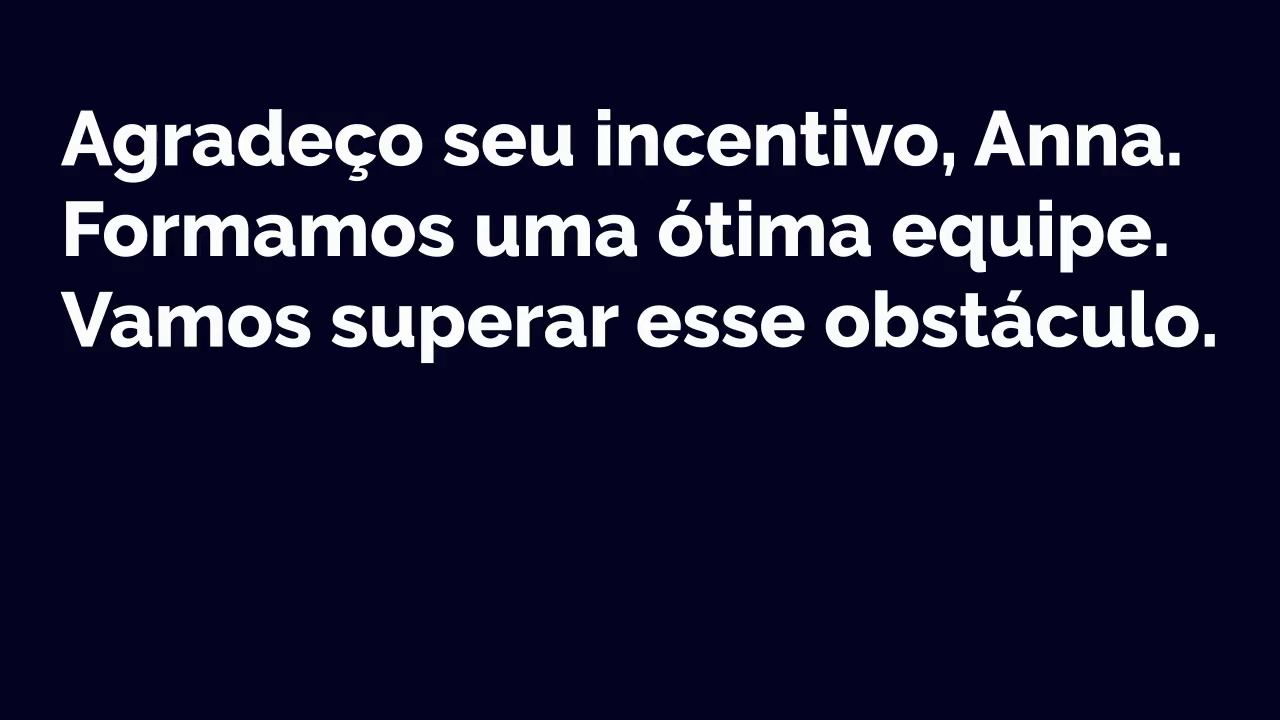 Agradeço seu incentivo, Anna.
Formamos uma ótima equipe.
Vamos superar esse obstáculo.